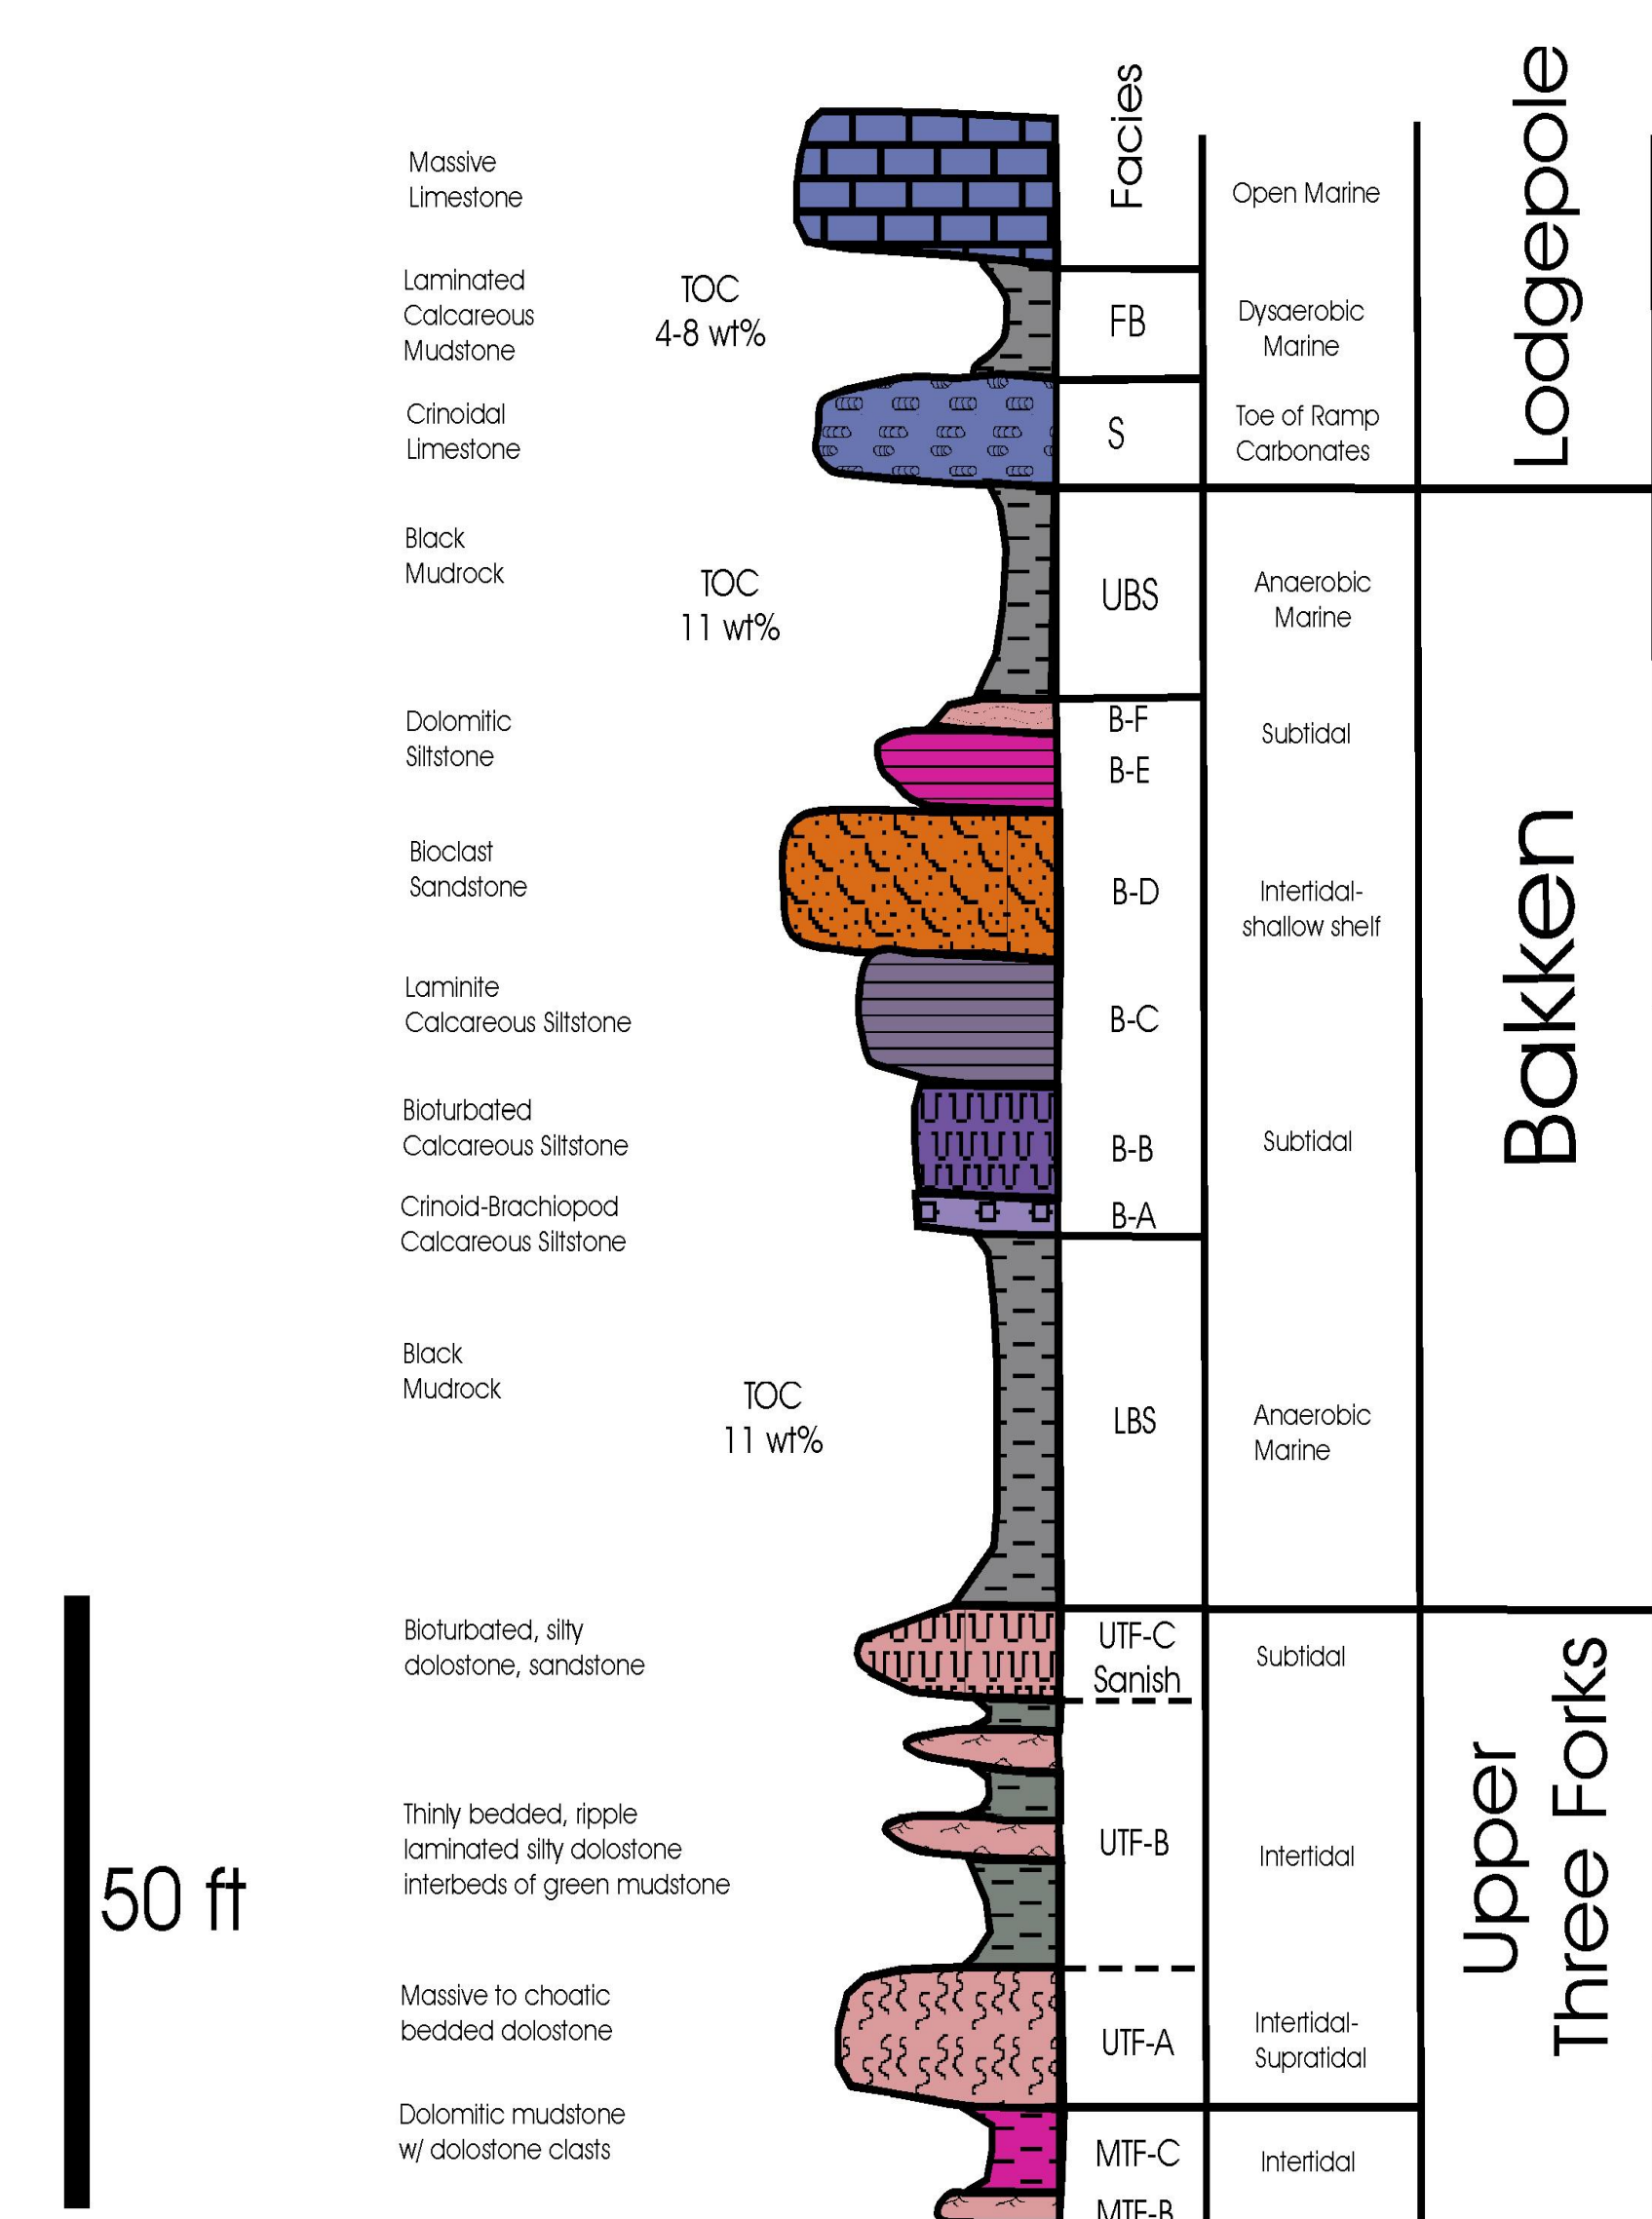 Facies
Lodgepole
Massive
Limestone
Open Marine
Laminated
Calcareous
Mudstone
TOC
4-8 wt%
FB
Dysaerobic
Marine
Crinoidal
Limestone
S
Toe of Ramp
Carbonates
Black
Mudrock
TOC
11 wt%
UBS
Anaerobic
Marine
Bakken
Dolomitic
Siltstone
B-F
B-E
Subtidal
Bioclast
Sandstone
B-D
Intertidal-
shallow shelf
Laminite
Calcareous Siltstone
B-C
Bioturbated
Calcareous Siltstone
B-B
Subtidal
Crinoid-Brachiopod
Calcareous Siltstone
B-A
Black
Mudrock
TOC
11 wt%
LBS
Anaerobic
Marine
Bioturbated, silty
dolostone, sandstone
UTF-C
Sanish
Subtidal
Upper
Three Forks
50 ft
Thinly bedded, ripple
laminated silty dolostone
interbeds of green mudstone
UTF-B
Intertidal
Massive to choatic
bedded dolostone
UTF-A
Intertidal-
Supratidal
Dolomitic mudstone
w/ dolostone clasts
MTF-C
Intertidal
MTF-B